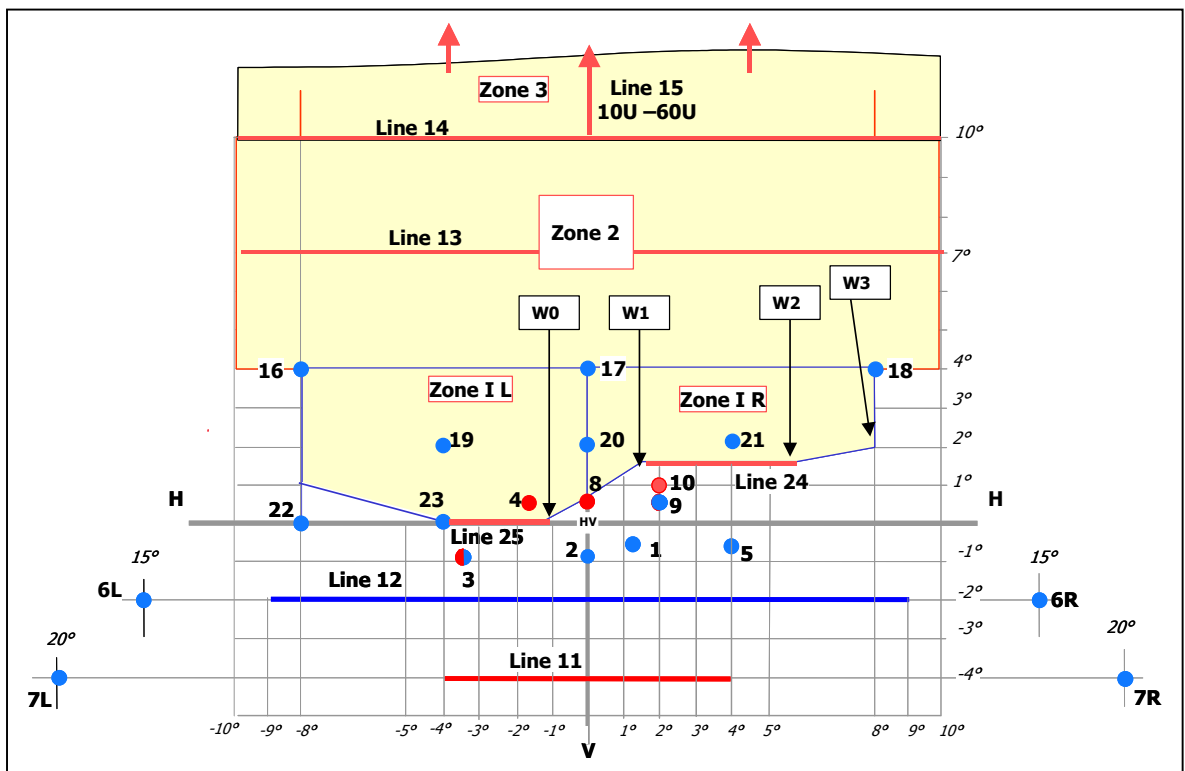 Zone 3
Line 15
10U –60U
Line 14
10°
Line 13
Zone 2
7°
W0
W1
W2
W3
16
17
18
4°
Zone I L
Zone I R
3°
19
20
21
2°
4
8
10
Line 24
1°
9
H
22
23
HV
H
Line 25
2
1
5
-1°
3
15°
15°
6L
Line 12
-2°
6R
-3°
20°
20°
Line 11
-4°
7L
7R
-10° -9° -8° -5° -4° -3° -2° -1° 1° 2° 3° 4° 5° 8° 9° 10°
V